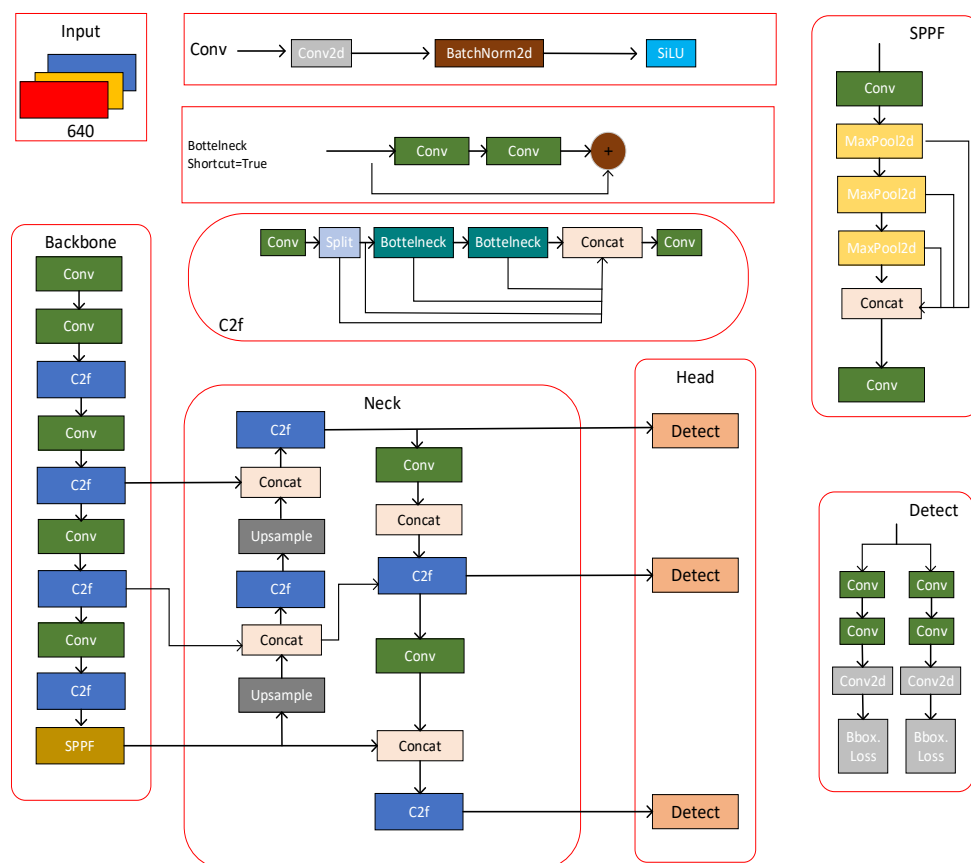 Input
640
Conv
Conv2d
BatchNorm2d
SiLU
Bottelneck
Shortcut=True
Conv
Conv
+
Conv
Split
Bottelneck
Bottelneck
Concat
Conv
C2f
SPPF
Conv
MaxPool2d
MaxPool2d
MaxPool2d
Concat
Conv
Backbone
Conv
Conv
C2f
Conv
C2f
Conv
C2f
Conv
C2f
SPPF
Neck
C2f
Concat
Upsample
C2f
Concat
Upsample
Conv
Concat
C2f
Conv
Concat
C2f
Head
Detect
Detect
Detect
Detect
Conv
Conv
Conv
Conv
Conv2d
Conv2d
Bbox.
Loss
Bbox.
Loss